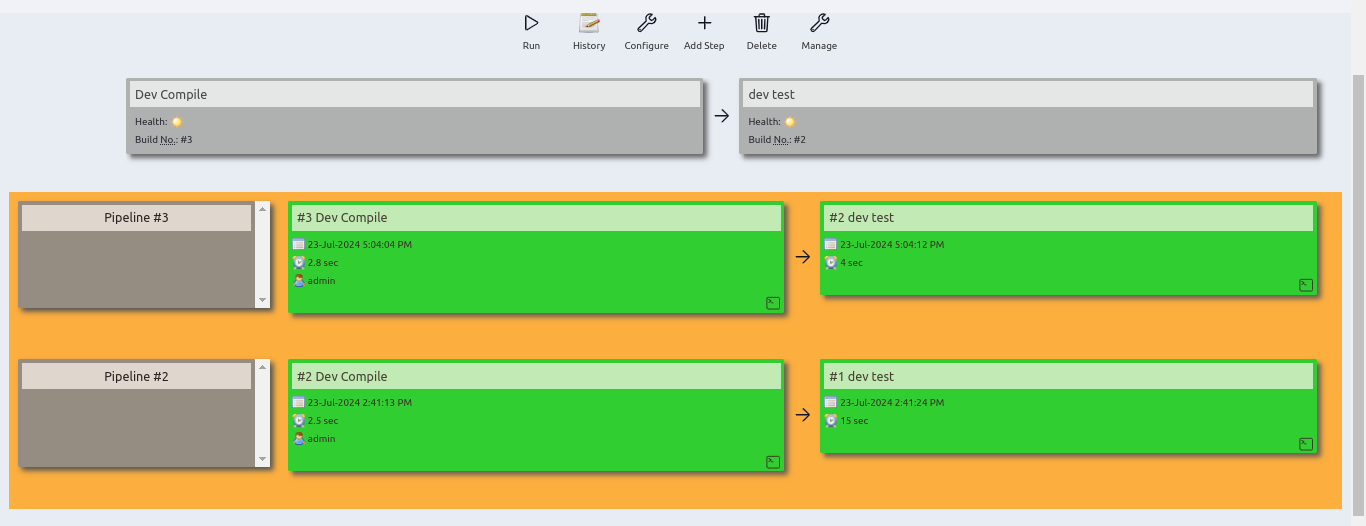 Run History Configure Add Step Delete Manage
Dev Compile
Health:
Build No.: #3
dev test
Health:
Build No.: #2
Pipeline #3
#3 Dev Compile
23-Jul-2024 5:04:04 PM
2.8 sec
admin
#2 dev test
23-Jul-2024 5:04:12 PM
4 sec
Pipeline #2
#2 Dev Compile
23-Jul-2024 2:41:13 PM
2.5 sec
admin
#1 dev test
23-Jul-2024 2:41:24 PM
15 sec